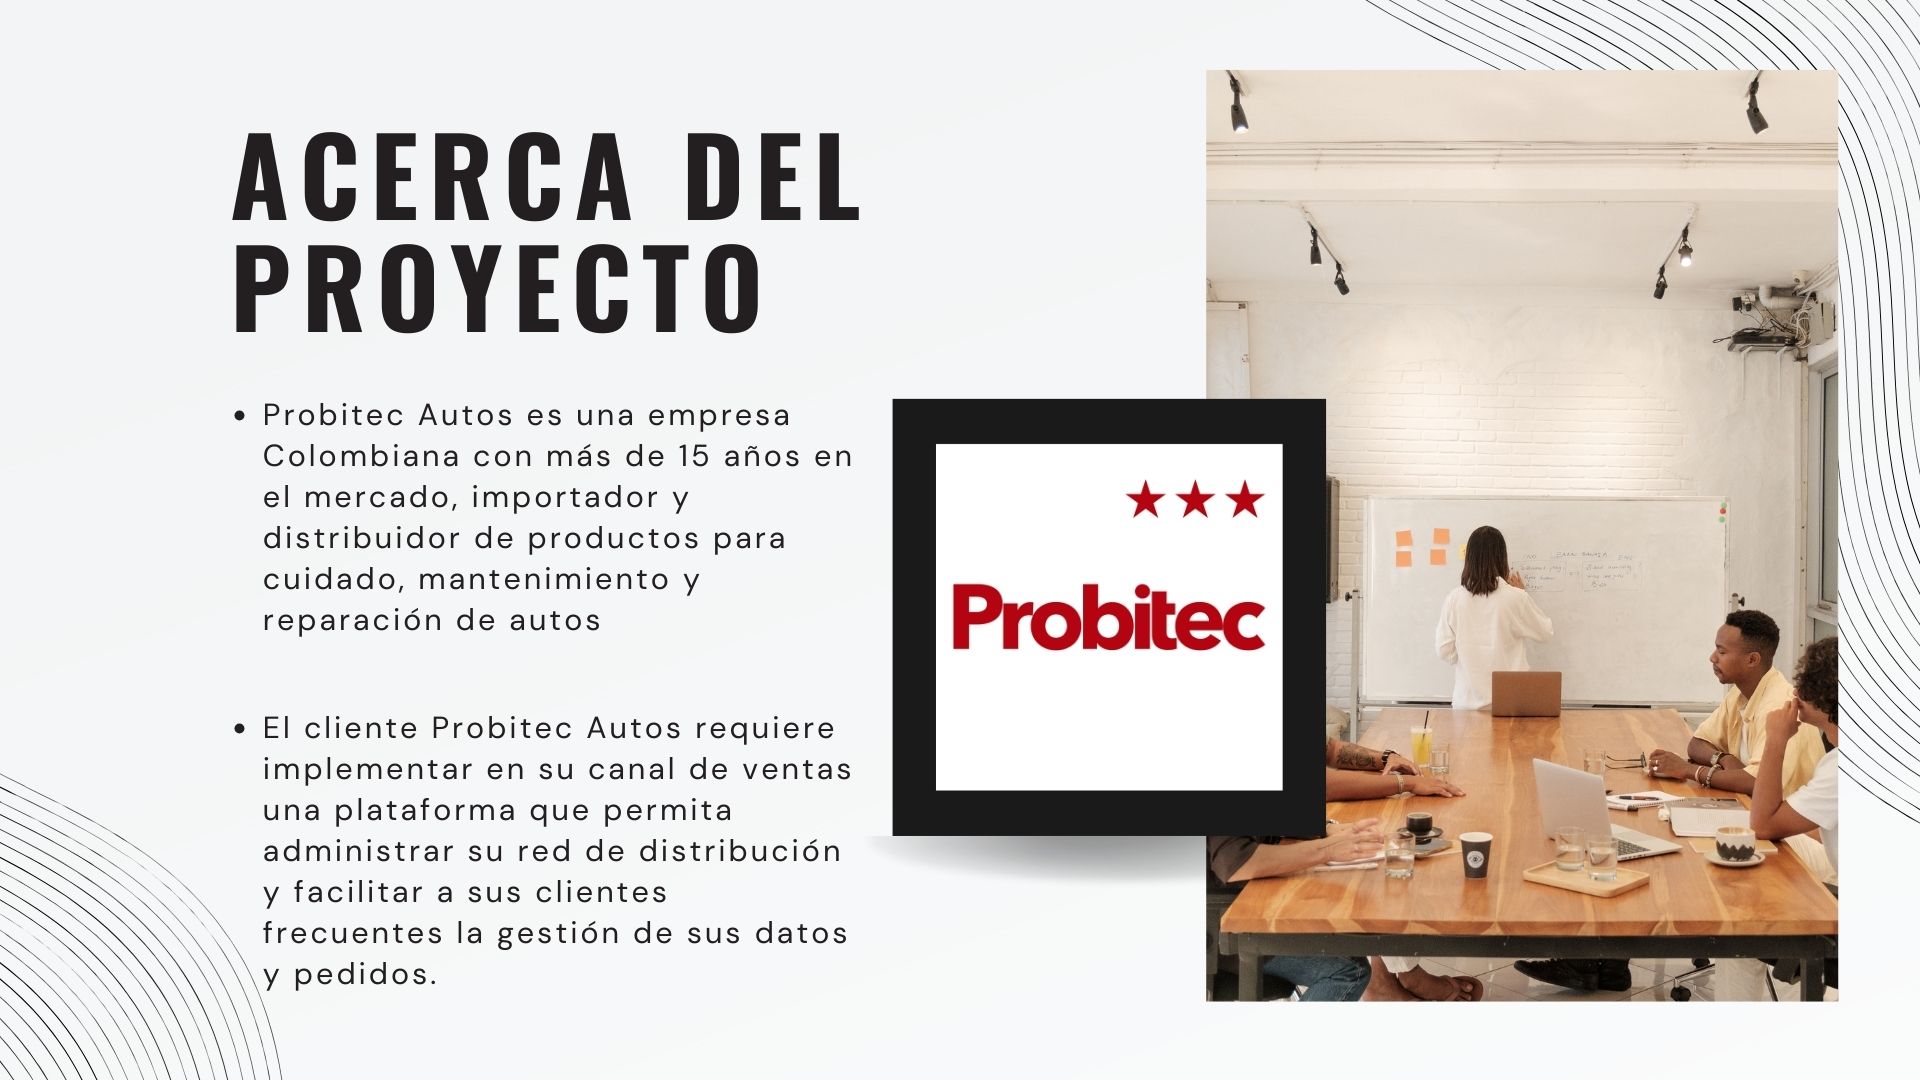 ACERCA DEL
PROYECTO
• Probitec Autos es una empresa
Colombiana con más de 15 años en
el mercado, importador y
distribuidor de productos para
cuidado, mantenimiento y
reparación de autos
• El cliente Probitec Autos requiere
implementar en su canal de ventas
una plataforma que permita
administrar su red de distribución
y facilitar a sus clientes
frecuentes la gestión de sus datos
y pedidos.
Probitec